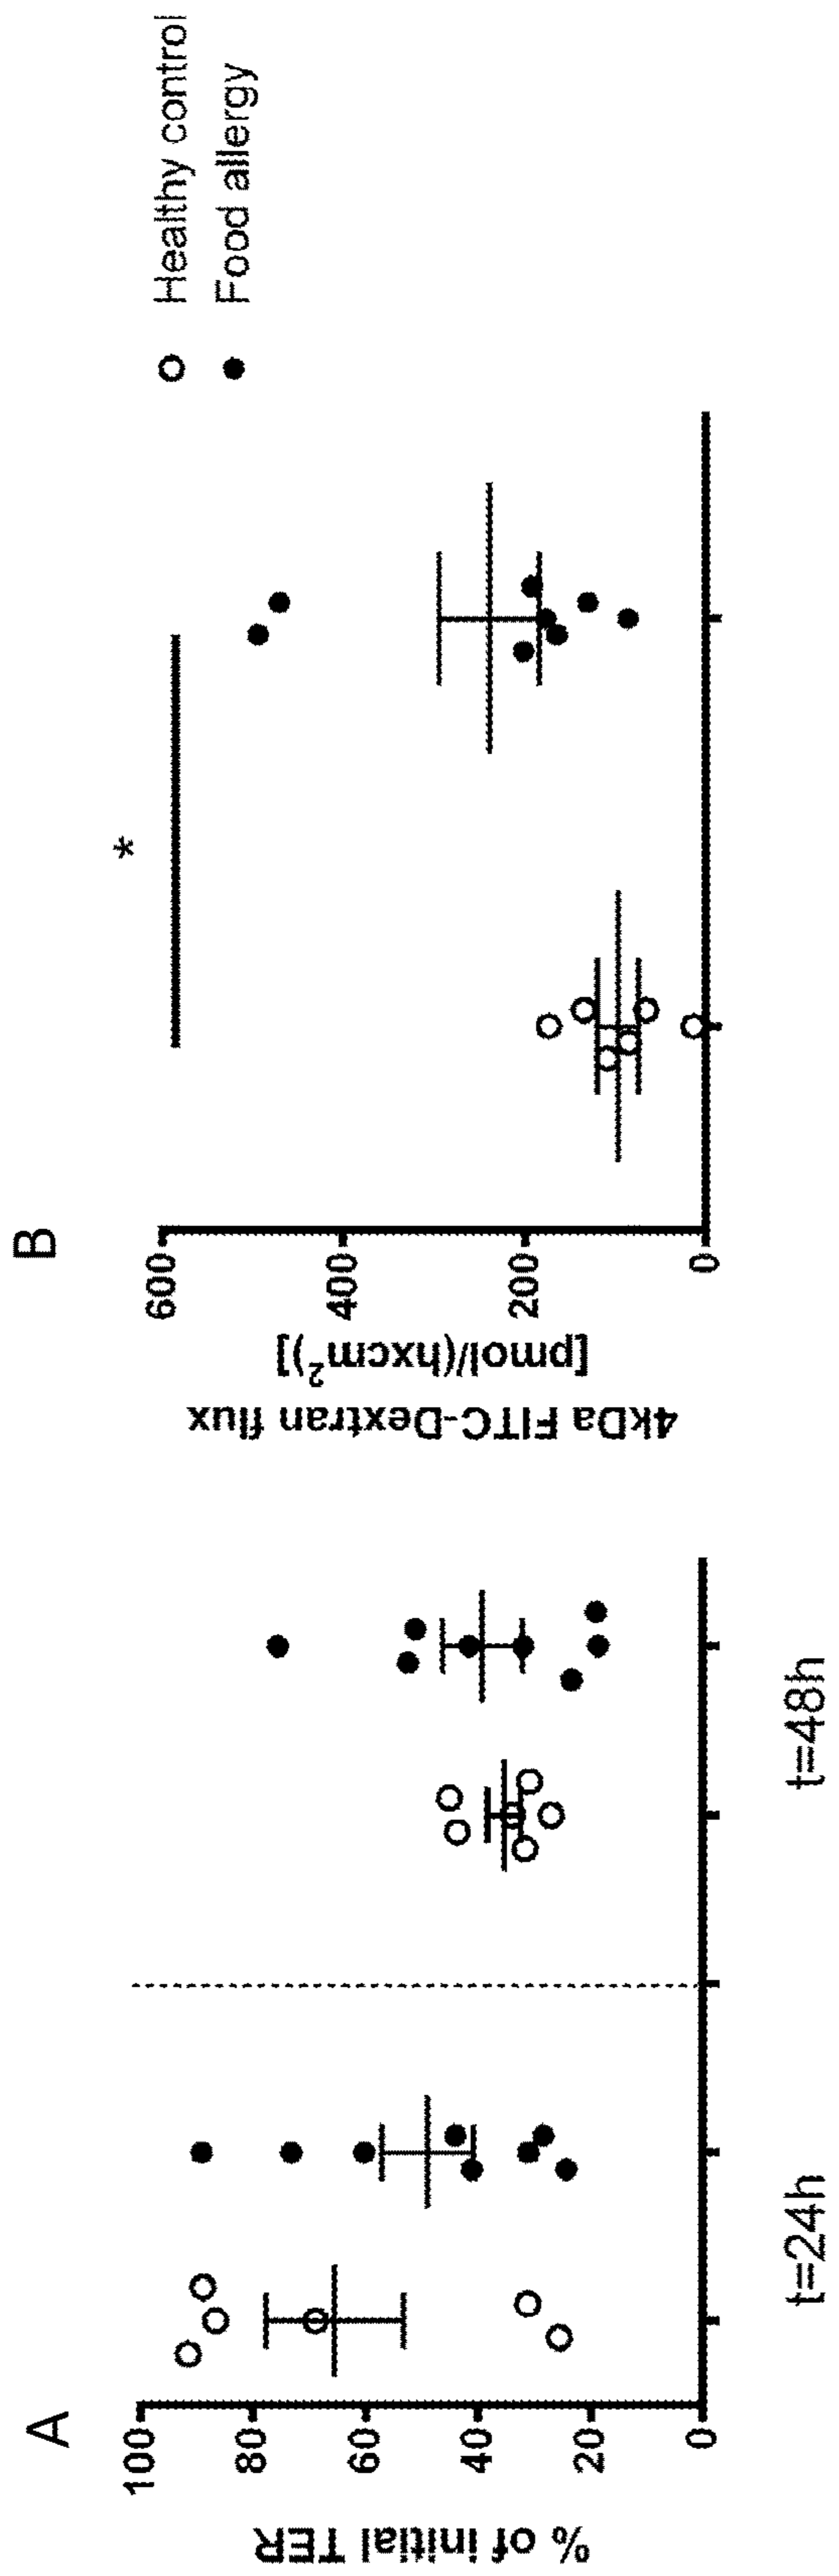 A
% of initial TER
100
80
60
40
20
0
t=24h
t=48h
B
4kDa FITC-Dextran flux
[pmol/(hxcm²)]
600
400
200
0
*
Healthy control
Food allergy